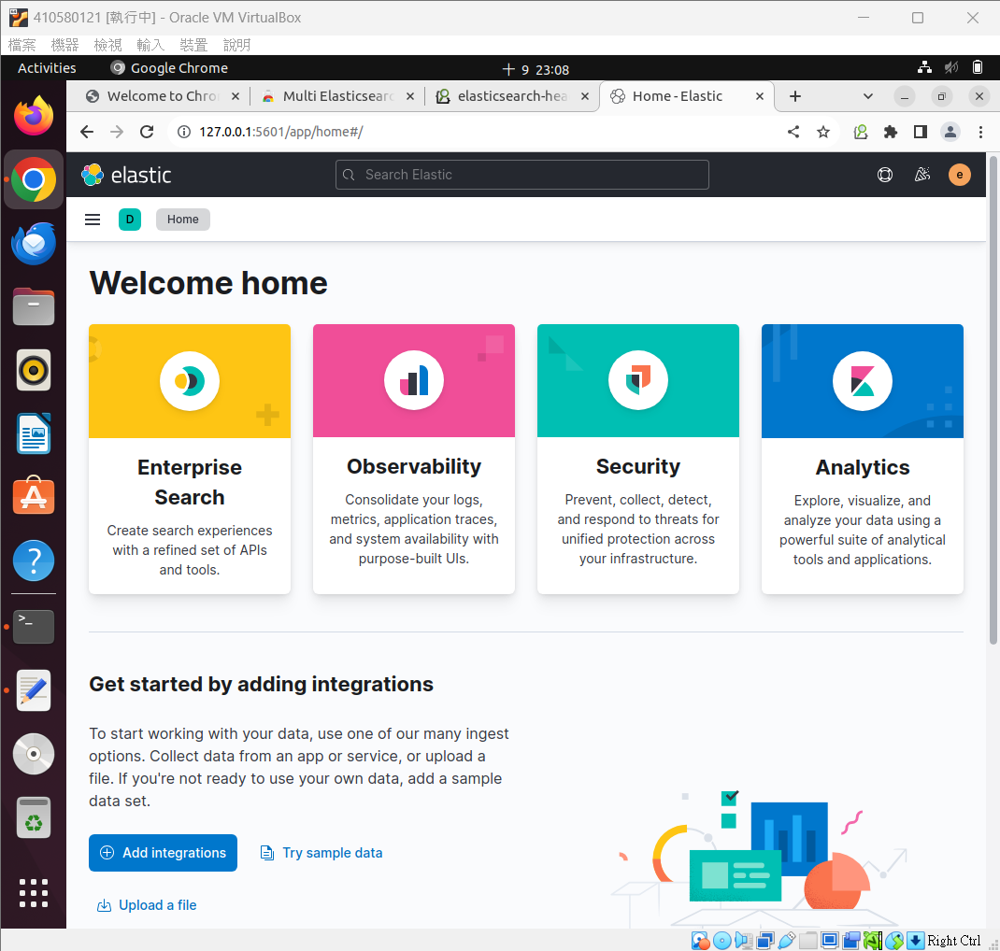 410580121 [執行中] - Oracle VM VirtualBox
檔案 機器 檢視 輸入 裝置 說明
Activities Google Chrome 十 9 23:08
Welcome to Chro Multi Elasticsearc elasticsearch-hea Home - Elastic
127.0.0.1:5601/app/home#/
elastic Search Elastic e
D Home
Welcome home
Enterprise
Search
Create search experiences
with a refined set of APIs
and tools.
Observability
Consolidate your logs,
metrics, application traces,
and system availability with
purpose-built UIs.
Security
Prevent, collect, detect,
and respond to threats for
unified protection across
your infrastructure.
Analytics
Explore, visualize, and
analyze your data using a
powerful suite of analytical
tools and applications.
Get started by adding integrations
To start working with your data, use one of our many ingest
options. Collect data from an app or service, or upload a
file. If you're not ready to use your own data, add a sample
data set.
Add integrations Try sample data
Upload a file
Right Ctrl